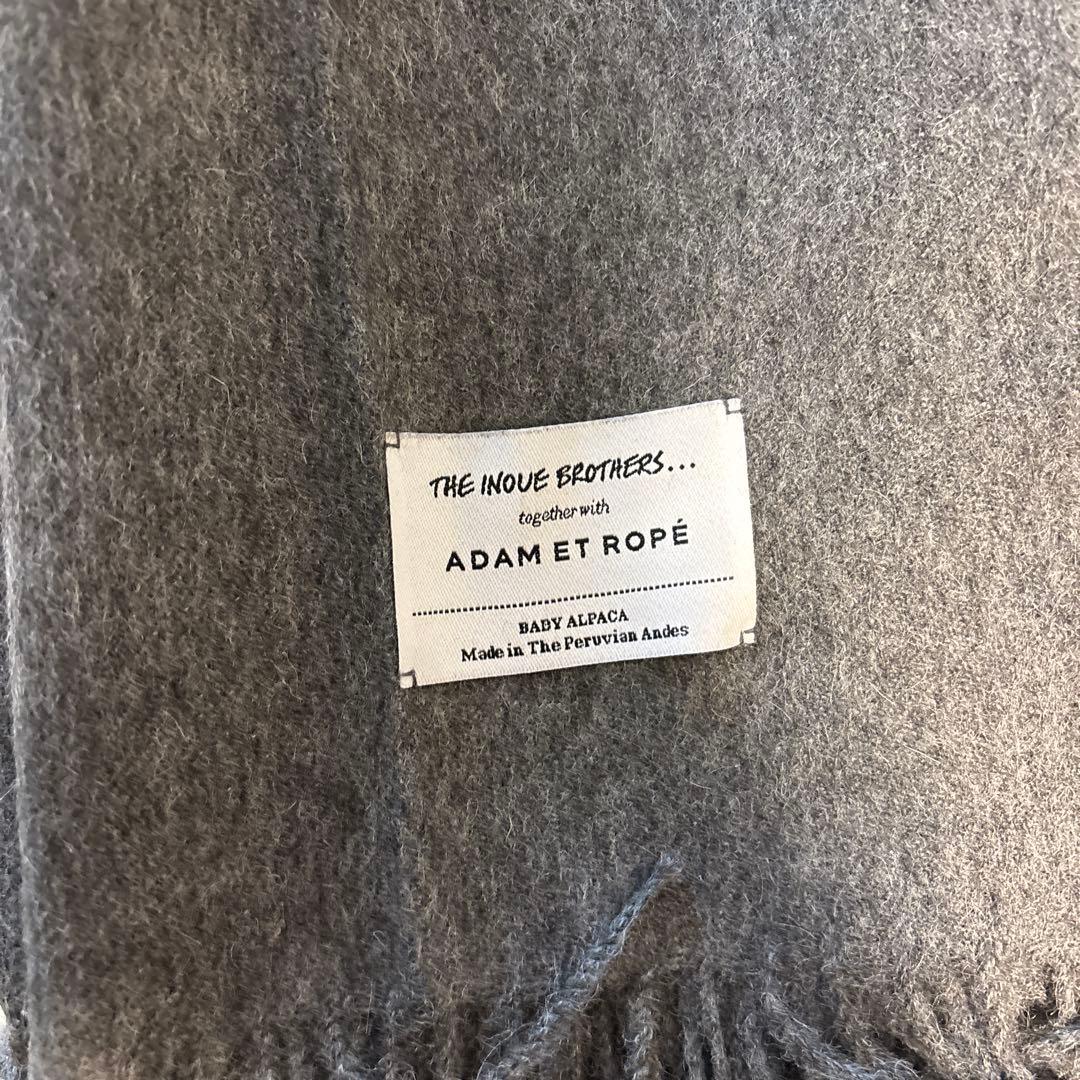 THE INOUE BROTHERS...
together with
ADAM ET ROPÉ
BABY ALPACA
Made in The Peruvian Andes